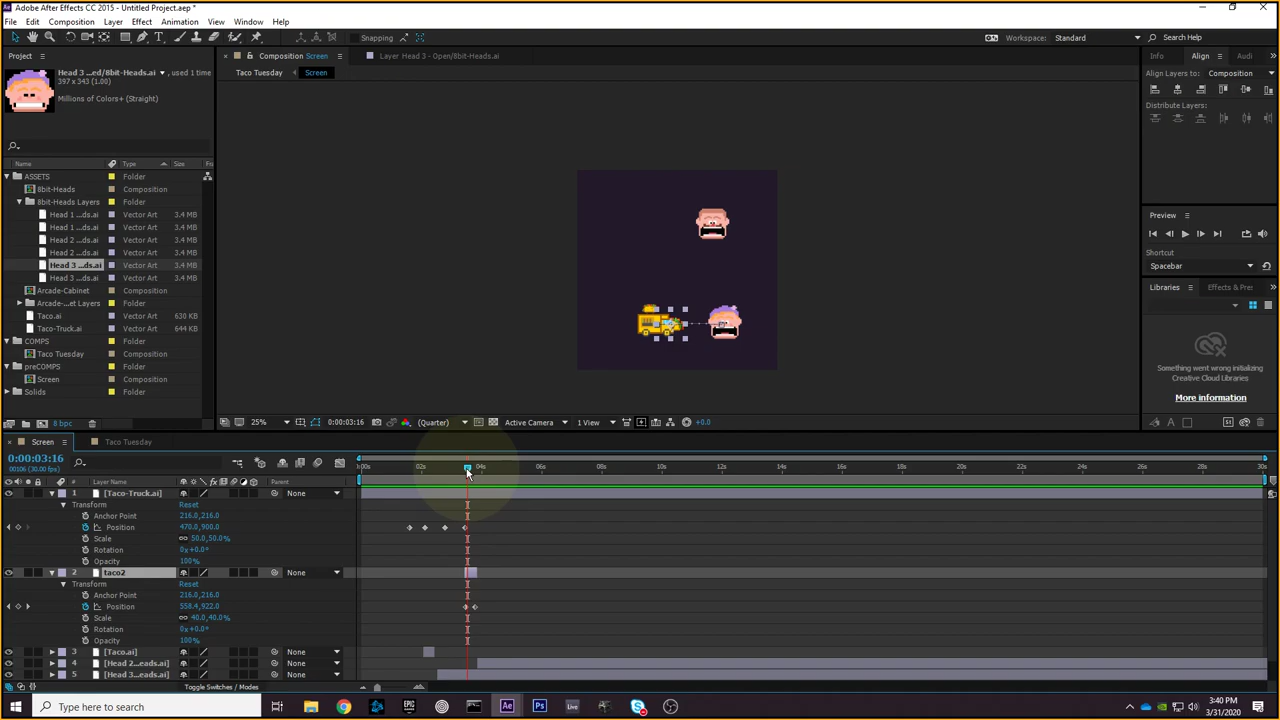 Adobe After Effects CC 2015 - Untitled Project.aep *
File Edit Composition Layer Effect Animation View Window Help
Snapping
Workspace: Standard
Search Help
Project
Head 3 ...ed/8bit-Heads.ai ▼, used 1 time
397 x 343 (1.00)
Millions of Colors+ (Straight)
Name Type Size Fr
ASSETS Folder
8bit-Heads Composition
8bit-Heads Layers Folder
Head 1 ...ds.ai Vector Art 3.4 MB
Head 1 ...ds.ai Vector Art 3.4 MB
Head 2 ...ds.ai Vector Art 3.4 MB
Head 2 ...ds.ai Vector Art 3.4 MB
Head 3 ...ds.ai Vector Art 3.4 MB
Head 3 ...ds.ai Vector Art 3.4 MB
Arcade-Cabinet Composition
Arcade-...et Layers Folder
Taco.ai Vector Art 630 KB
Taco-Truck.ai Vector Art 644 KB
COMPS Folder
Taco Tuesday Composition
preCOMPS Folder
Screen Composition
Solids Folder
8 bpc
Composition Screen
Layer Head 3 - Open/8bit-Heads.ai
Taco Tuesday Screen
25% 0:00:03:16 (Quarter) Active Camera 1 View +0.0
Info Align Audi
Align Layers to: Composition
Distribute Layers:
Preview
Shortcut
Spacebar
Libraries Effects & Pre
Something went wrong initializing
Creative Cloud Libraries
More Information
Screen Taco Tuesday
0:00:03:16
00106 (30.00 fps)
:00s 02s 04s 06s 08s 10s 12s 14s 16s 18s 20s 22s 24s 26s 28s 30s
# Layer Name Parent
1 [Taco-Truck.ai] None
Transform Reset
Anchor Point 216.0,216.0
Position 470.0,900.0
Scale 50.0,50.0%
Rotation 0x+0.0°
Opacity 100%
2 taco2 None
Transform Reset
Anchor Point 216.0,216.0
Position 558.4,922.0
Scale 40.0,40.0%
Rotation 0x+0.0°
Opacity 100%
3 [Taco.ai] None
4 [Head 2...eads.ai] None
5 [Head 3...eads.ai] None
Toggle Switches / Modes
Type here to search
Live
3:40 PM
3/31/2020